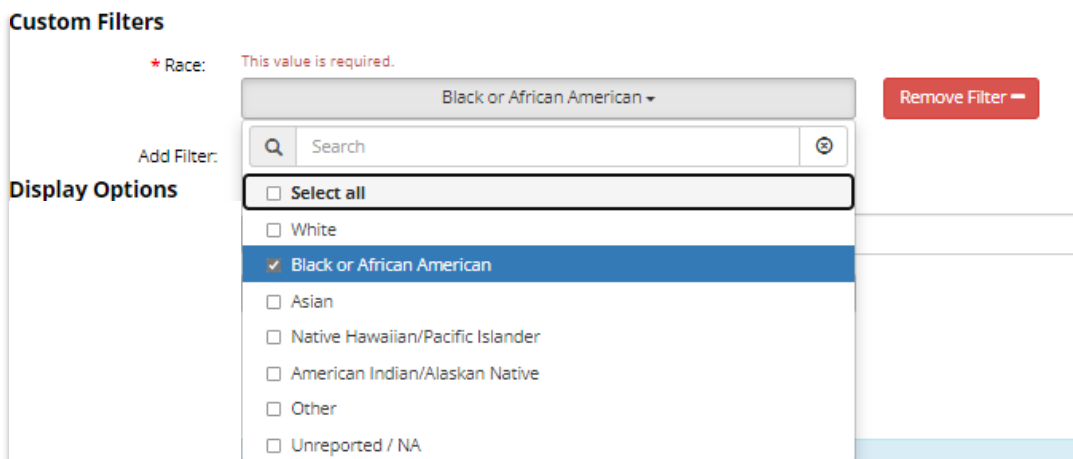 Custom Filters
* Race:
This value is required.
Black or African American
Remove Filter
Search
Add Filter:
Display Options
Select all
White
Black or African American
Asian
Native Hawaiian/Pacific Islander
American Indian/Alaskan Native
Other
Unreported / NA